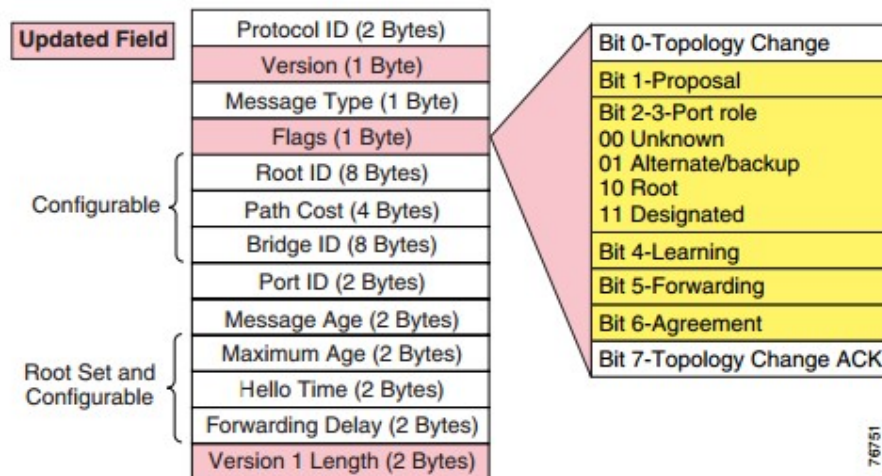 Updated Field
Protocol ID (2 Bytes)
Version (1 Byte)
Message Type (1 Byte)
Flags (1 Byte)
Root ID (8 Bytes)
Path Cost (4 Bytes)
Bridge ID (8 Bytes)
Port ID (2 Bytes)
Message Age (2 Bytes)
Maximum Age (2 Bytes)
Hello Time (2 Bytes)
Forwarding Delay (2 Bytes)
Version 1 Length (2 Bytes)
Configurable
Root Set and
Configurable
Bit 0-Topology Change
Bit 1-Proposal
Bit 2-3-Port role
00 Unknown
01 Alternate/backup
10 Root
11 Designated
Bit 4-Learning
Bit 5-Forwarding
Bit 6-Agreement
Bit 7-Topology Change ACK
76751